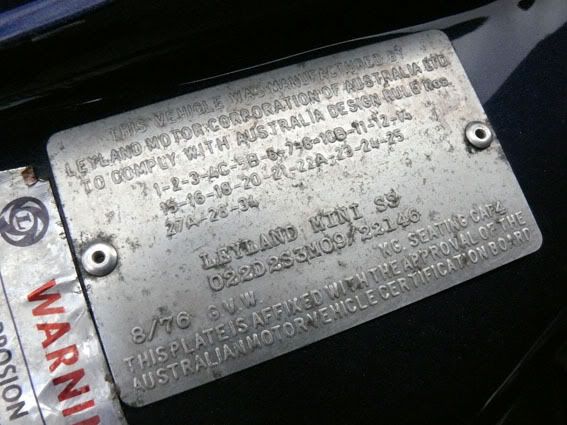 THIS VEHICLE WAS MANUFACTURED BY
LEYLAND MOTOR CORPORATION OF AUSTRALIA LTD
TO COMPLY WITH AUSTRALIA DESIGN RULE Nos.
1-2-3-4C-5B-6-7-8-10B-11-12-14
15-16-18-20-21-22A-23-24-25
27A-28-34
LEYLAND MINI SS
022D2S3M09/22146
8/76 G.V.W. KG. SEATING CAP4
THIS PLATE IS AFFIXED WITH THE APPROVAL OF THE
AUSTRALIAN MOTOR VEHICLE CERTIFICATION BOARD
L
WARNI
ROSION